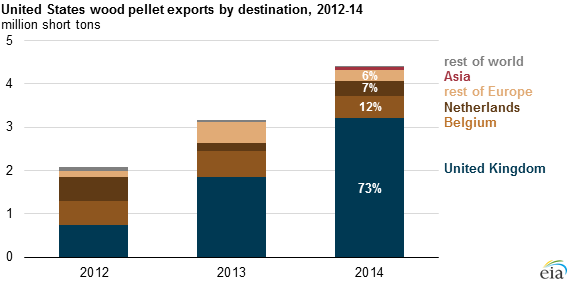 United States wood pellet exports by destination, 2012-14
million short tons
5
4
3
2
1
0
2012
2013
2014
6%
7%
12%
73%
rest of world
Asia
rest of Europe
Netherlands
Belgium
United Kingdom
eia